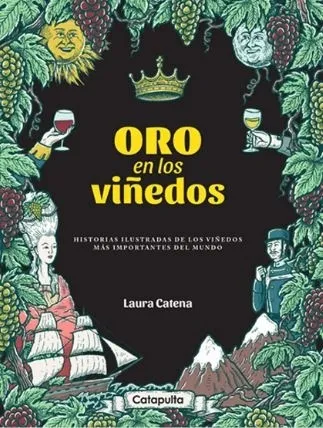 ORO
en los
viñedos
HISTORIAS ILUSTRADAS DE LOS VIÑEDOS
MÁS IMPORTANTES DEL MUNDO
Laura Catena
Catapulta